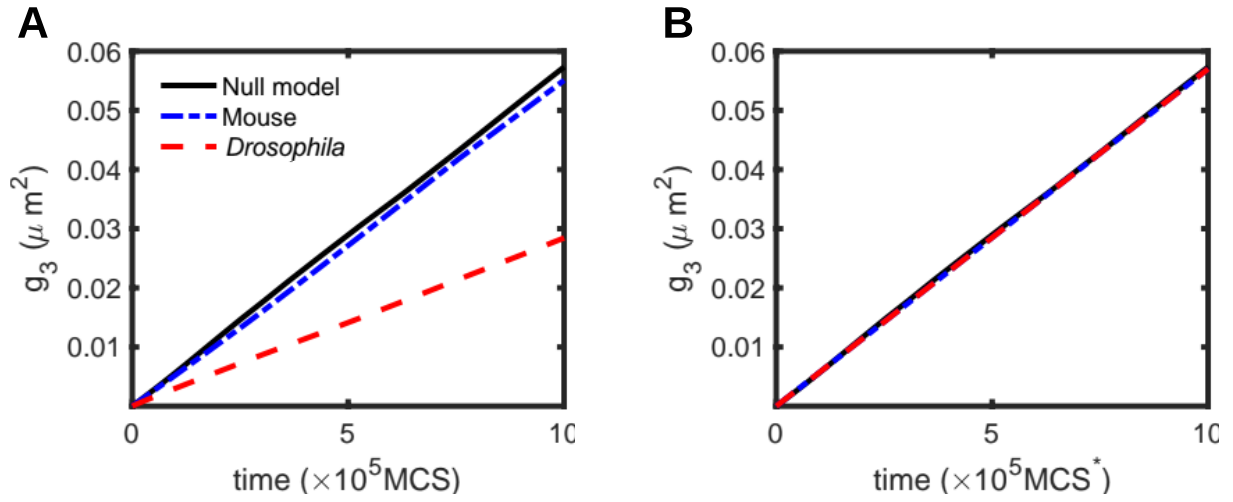 A
0.06
0.05
0.04
0.03
0.02
0.01
g3 (μ m²)
Null model
Mouse
Drosophila
0 5 10
time (×10⁵MCS)
B
0.06
0.05
0.04
0.03
0.02
0.01
g3 (μ m²)
0 5 10
time (×10⁵MCS*)